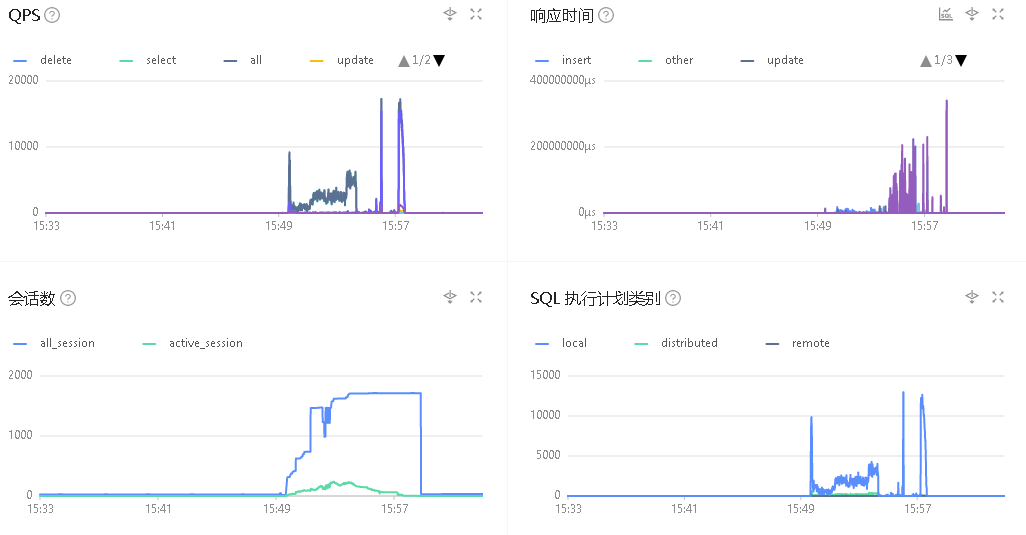 QPS ?
delete select all update 1/2
20000
10000
0
15:33 15:41 15:49 15:57
响应时间 ?
SQL
insert other update 1/3
400000000μs
200000000μs
0μs
15:33 15:41 15:49 15:57
会话数 ?
all_session active_session
2000
1000
0
15:33 15:41 15:49 15:57
SQL 执行计划类别 ?
local distributed remote
15000
10000
5000
0
15:33 15:41 15:49 15:57